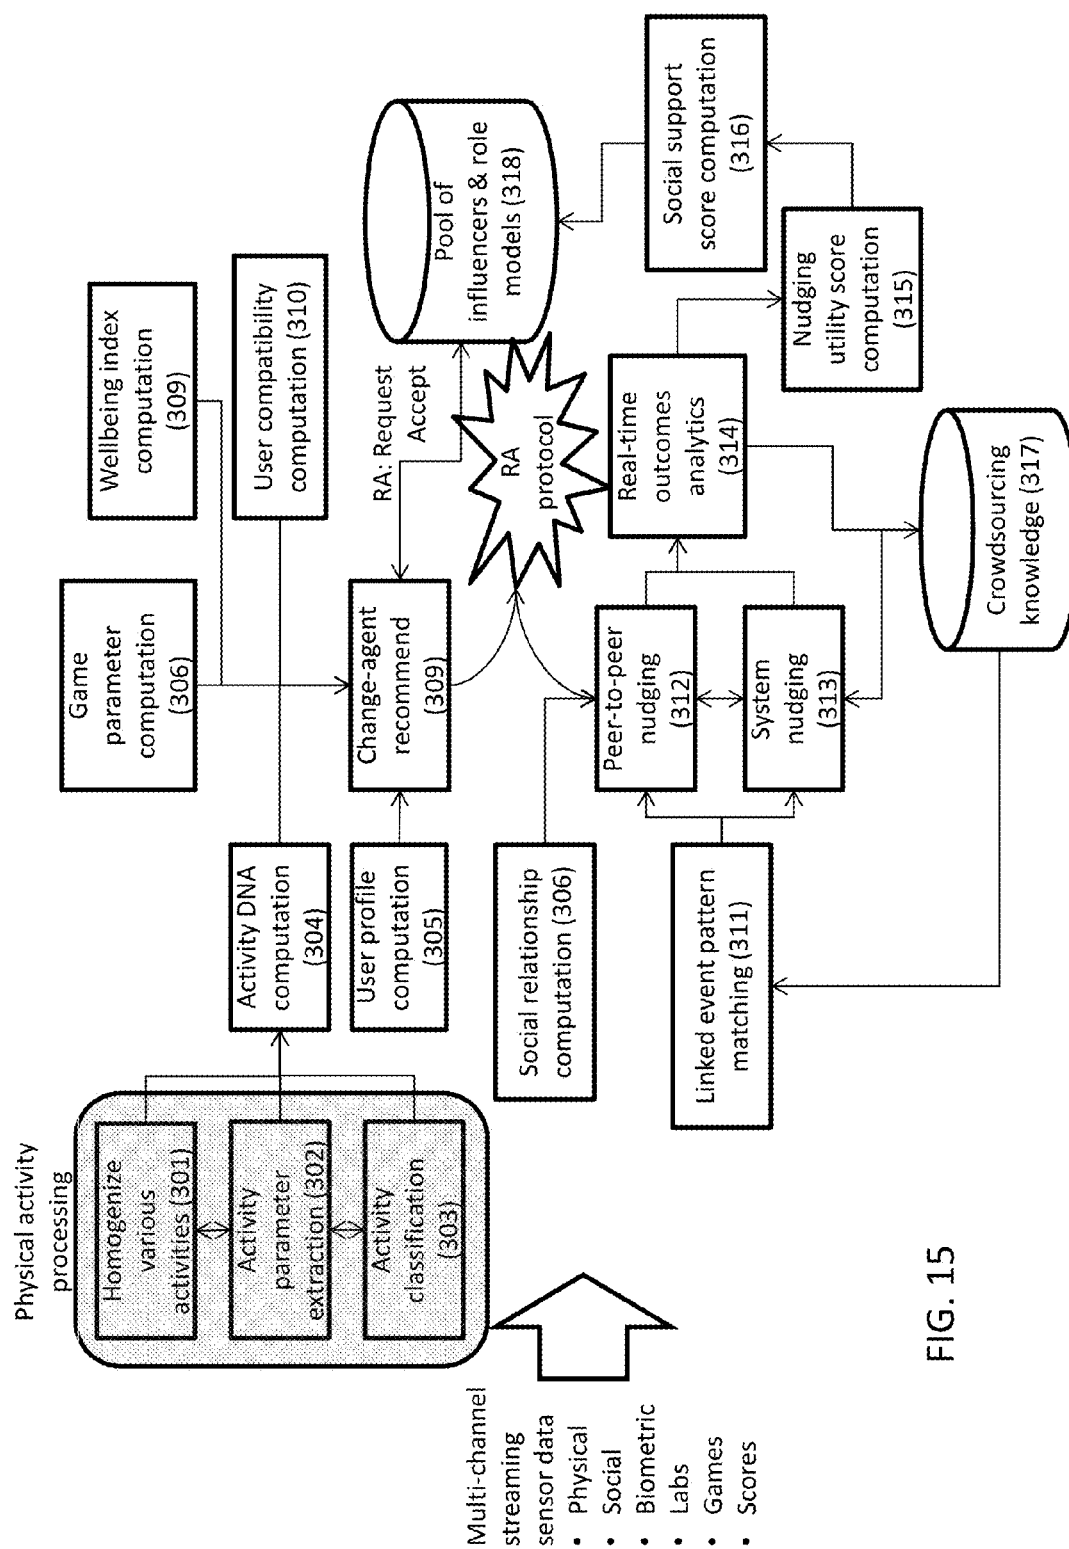 Physical activity
processing
Homogenize
various
activities (301)
Activity
parameter
extraction (302)
Activity
classification
(303)
Multi-channel
streaming
sensor data
• Physical
• Social
• Biometric
• Labs
• Games
• Scores
Activity DNA
computation
(304)
User profile
computation
(305)
Social relationship
computation (306)
Linked event pattern
matching (311)
Game
parameter
computation
(306)
Wellbeing index
computation
(309)
User compatibility
computation (310)
Change-agent
recommend
(309)
RA: Request
Accept
Pool of
influencers & role
models (318)
RA
protocol
Peer-to-peer
nudging
(312)
System
nudging
(313)
Real-time
outcomes
analytics
(314)
Social support
score computation
(316)
Nudging
utility score
computation
(315)
Crowdsourcing
knowledge (317)
FIG. 15